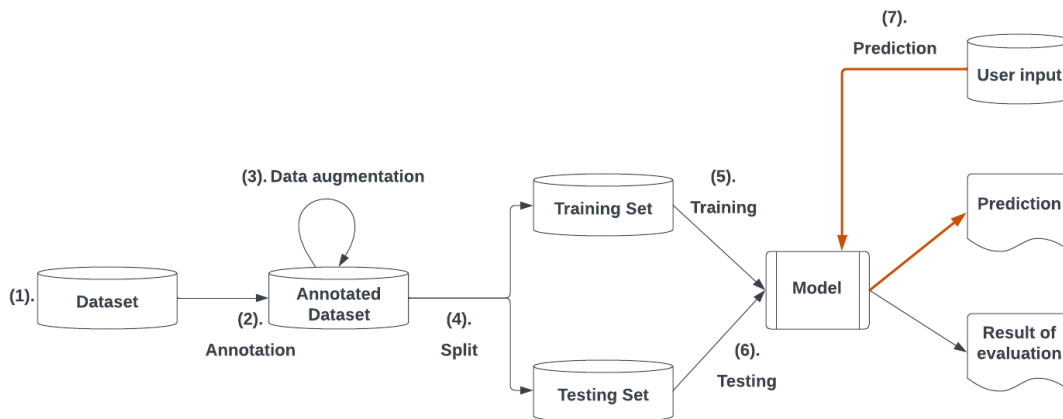 (7).
Prediction
User input
(3). Data augmentation
Training Set
(5).
Training
Prediction
(1).
Dataset
(2).
Annotation
Annotated
Dataset
(4).
Split
Model
Result of
evaluation
(6).
Testing
Testing Set